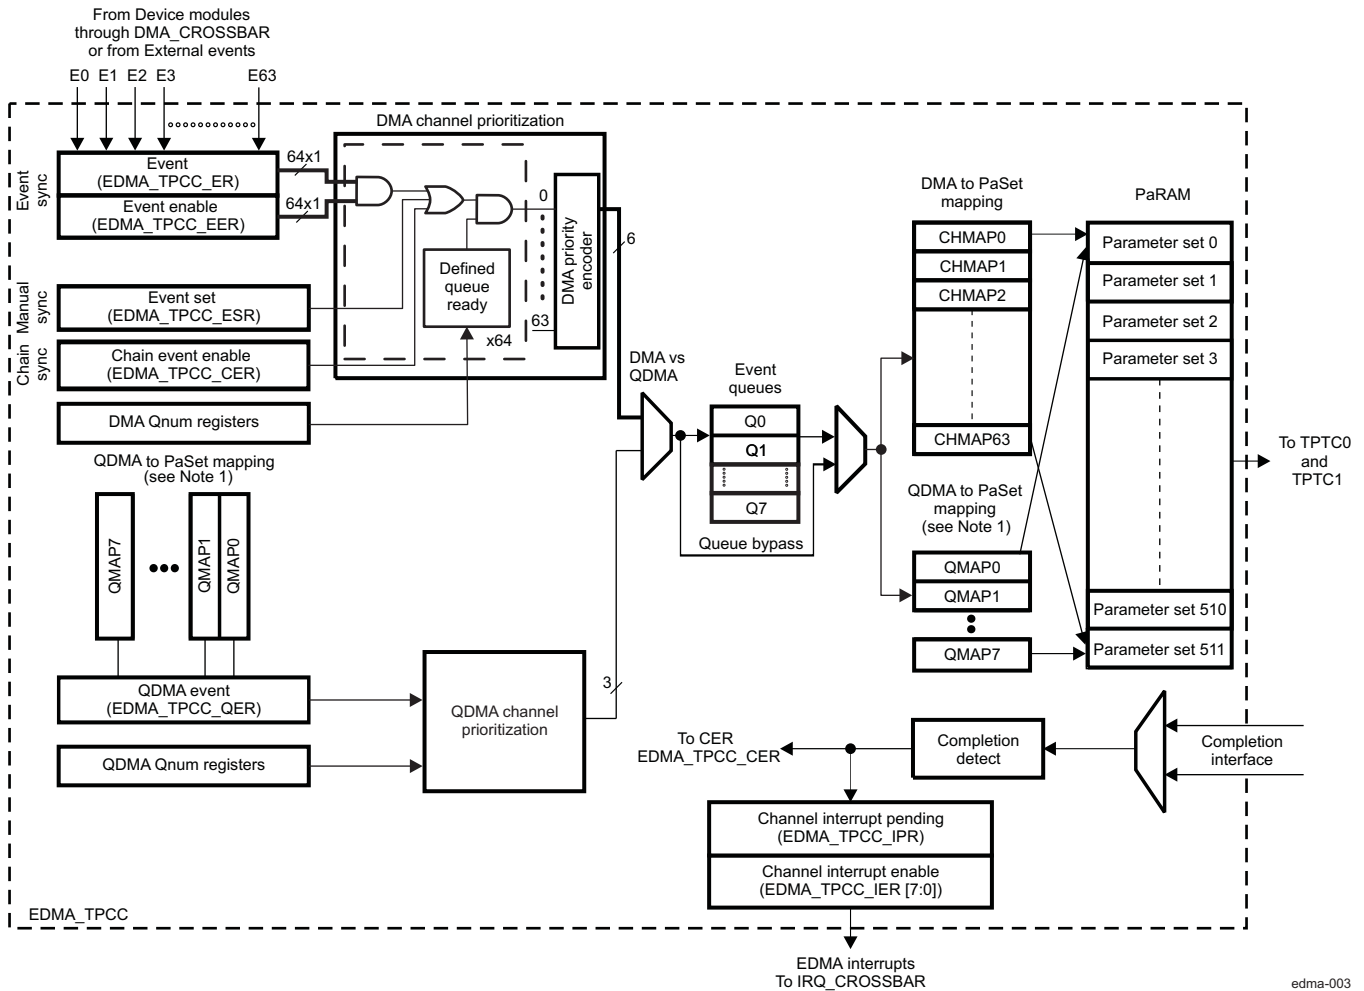 From Device modules
through DMA_CROSSBAR
or from External events
E0 E1 E2 E3 E63
DMA channel prioritization
Event
sync
Event
(EDMA_TPCC_ER)
Event enable
(EDMA_TPCC_EER)
64x1
64x1
Manual
sync
Event set
(EDMA_TPCC_ESR)
Chain
sync
Chain event enable
(EDMA_TPCC_CER)
DMA Qnum registers
Defined
queue
ready
x64
0
63
DMA priority
encoder
6
DMA vs
QDMA
Event
queues
Q0
Q1
Q7
Queue bypass
DMA to PaSet
mapping
CHMAP0
CHMAP1
CHMAP2
CHMAP63
QDMA to PaSet
mapping
(see Note 1)
QMAP0
QMAP1
QMAP7
PaRAM
Parameter set 0
Parameter set 1
Parameter set 2
Parameter set 3
Parameter set 510
Parameter set 511
To TPTC0
and
TPTC1
QDMA to PaSet mapping
(see Note 1)
QMAP7
QMAP1
QMAP0
QDMA event
(EDMA_TPCC_QER)
QDMA Qnum registers
QDMA channel
prioritization
3
To CER
EDMA_TPCC_CER
Completion
detect
Completion
interface
Channel interrupt pending
(EDMA_TPCC_IPR)
Channel interrupt enable
(EDMA_TPCC_IER [7:0])
EDMA_TPCC
EDMA interrupts
To IRQ_CROSSBAR
edma-003